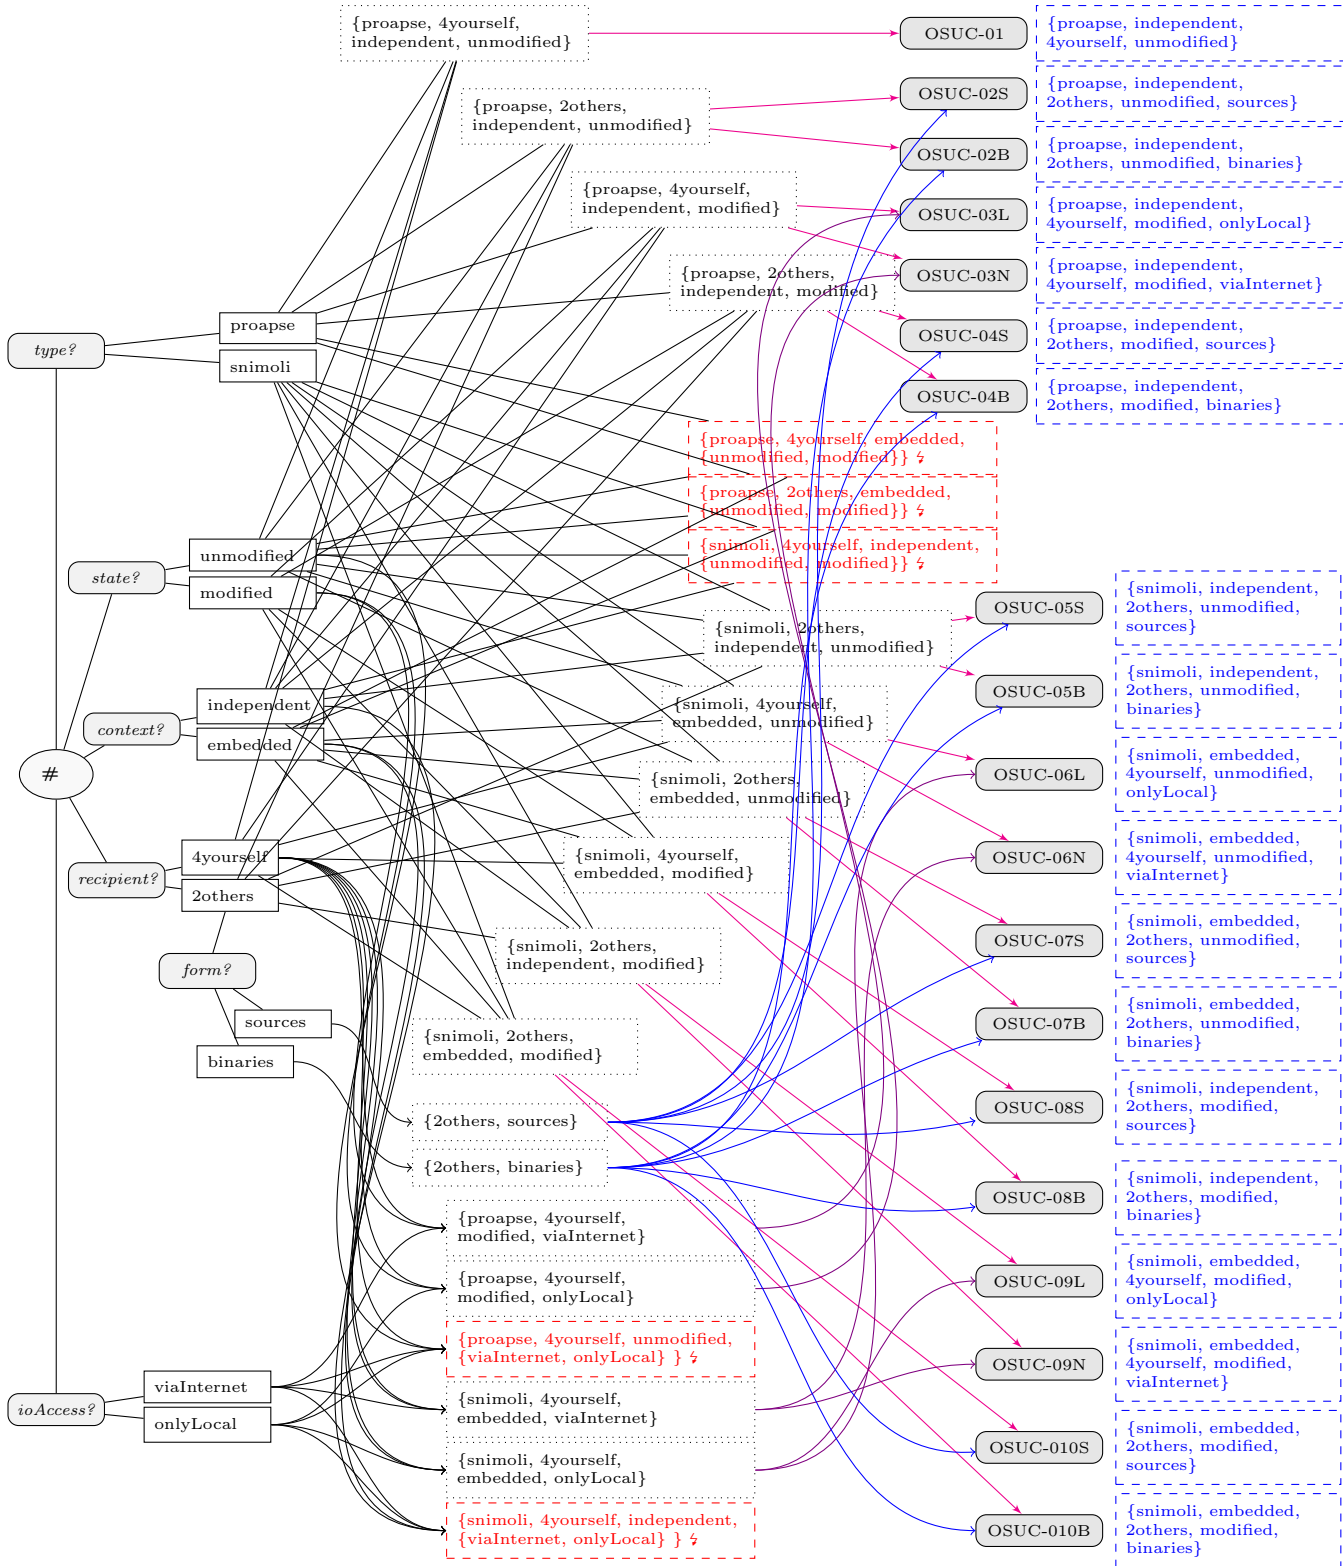 {proapse, 4yourself,
independent, unmodified}
OSUC-01
{proapse, independent,
4yourself, unmodified}
{proapse, 2others,
independent, unmodified}
OSUC-02S
{proapse, independent,
2others, unmodified, sources}
OSUC-02B
{proapse, independent,
2others, unmodified, binaries}
{proapse, 4yourself,
independent, modified}
OSUC-03L
{proapse, independent,
4yourself, modified, onlyLocal}
{proapse, 2others,
independent, modified}
OSUC-03N
{proapse, independent,
4yourself, modified, viaInternet}
type?
proapse
snimoli
OSUC-04S
{proapse, independent,
2others, modified, sources}
OSUC-04B
{proapse, independent,
2others, modified, binaries}
{proapse, 4yourself, embedded,
{unmodified, modified}} ↯
{proapse, 2others, embedded,
{unmodified, modified}} ↯
{snimoli, 4yourself, independent,
{unmodified, modified}} ↯
state?
unmodified
modified
{snimoli, 2others,
independent, unmodified}
OSUC-05S
{snimoli, independent,
2others, unmodified,
sources}
context?
independent
embedded
{snimoli, 4yourself,
embedded, unmodified}
OSUC-05B
{snimoli, independent,
2others, unmodified,
binaries}
#
{snimoli, 2others,
embedded, unmodified}
OSUC-06L
{snimoli, embedded,
4yourself, unmodified,
onlyLocal}
recipient?
4yourself
2others
{snimoli, 4yourself,
embedded, modified}
OSUC-06N
{snimoli, embedded,
4yourself, unmodified,
viaInternet}
{snimoli, 2others,
independent, modified}
OSUC-07S
{snimoli, embedded,
2others, unmodified,
sources}
form?
sources
binaries
{snimoli, 2others,
embedded, modified}
OSUC-07B
{snimoli, embedded,
2others, unmodified,
binaries}
{2others, sources}
OSUC-08S
{snimoli, independent,
2others, modified,
sources}
{2others, binaries}
OSUC-08B
{snimoli, independent,
2others, modified,
binaries}
{proapse, 4yourself,
modified, viaInternet}
{proapse, 4yourself,
modified, onlyLocal}
OSUC-09L
{snimoli, embedded,
4yourself, modified,
onlyLocal}
{proapse, 4yourself, unmodified,
{viaInternet, onlyLocal} } ↯
OSUC-09N
{snimoli, embedded,
4yourself, modified,
viaInternet}
ioAccess?
viaInternet
onlyLocal
{snimoli, 4yourself,
embedded, viaInternet}
{snimoli, 4yourself,
embedded, onlyLocal}
OSUC-010S
{snimoli, embedded,
2others, modified,
sources}
{snimoli, 4yourself, independent,
{viaInternet, onlyLocal} } ↯
OSUC-010B
{snimoli, embedded,
2others, modified,
binaries}